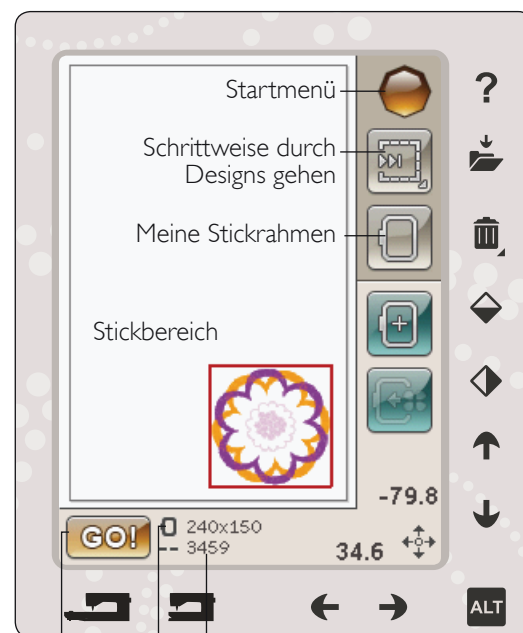 Startmenü
?
Schrittweise durch
Designs gehen
Meine Stickrahmen
Stickbereich
-79.8
GO!
240x150
3459
34.6
ALT